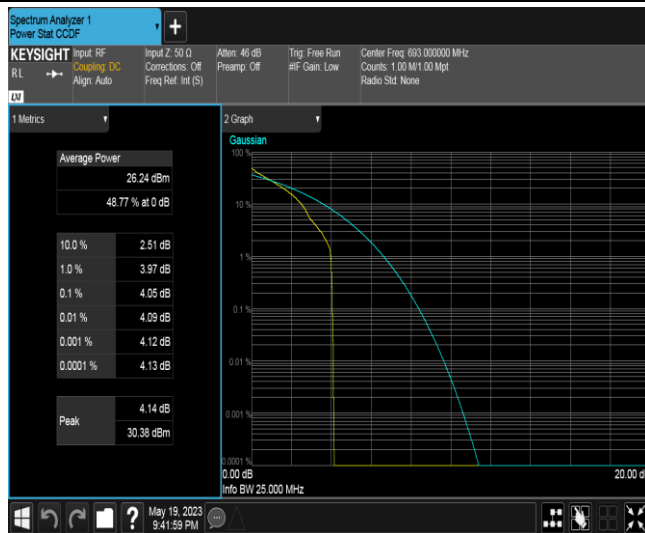 Spectrum Analyzer 1
Power Stat CCDF
+
KEYSIGHT
RL
Input: RF
Coupling: DC
Align: Auto
Input Z: 50 Ω
Corrections: Off
Freq Ref: Int (S)
Atten: 46 dB
Preamp: Off
Trig: Free Run
#IF Gain: Low
Center Freq: 693.000000 MHz
Counts: 1.00 M/1.00 Mpt
Radio Std: None
1 Metrics
Average Power
26.24 dBm
48.77 % at 0 dB
10.0 % 2.51 dB
1.0 % 3.97 dB
0.1 % 4.05 dB
0.01 % 4.09 dB
0.001 % 4.12 dB
0.0001 % 4.13 dB
Peak
4.14 dB
30.38 dBm
2 Graph
Gaussian
100 %
10 %
1 %
0.1 %
0.01 %
0.001 %
0.0001 %
0.00 dB
20.00 d
Info BW 25.000 MHz
?
May 19, 2023
9:41:59 PM